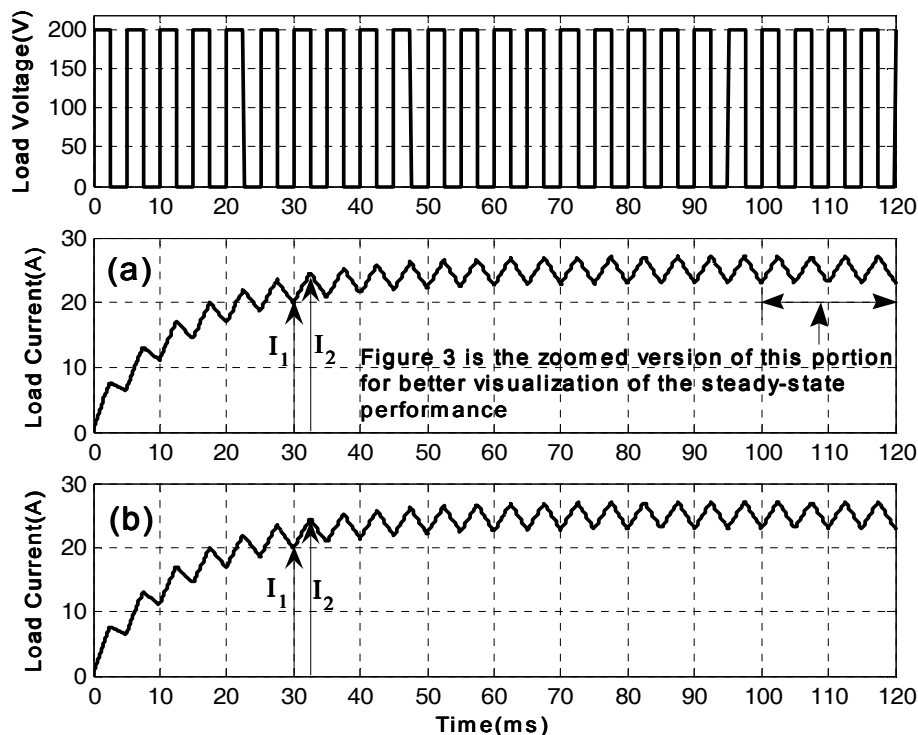 Load Voltage(V)
200
150
100
50
0
0 10 20 30 40 50 60 70 80 90 100 110 120
Load Current(A)
30
20
10
0
(a)
I1
I2
Figure 3 is the zoomed version of this portion
for better visualization of the steady-state
performance
0 10 20 30 40 50 60 70 80 90 100 110 120
Load Current(A)
30
20
10
0
(b)
I1
I2
0 10 20 30 40 50 60 70 80 90 100 110 120
Time(ms)